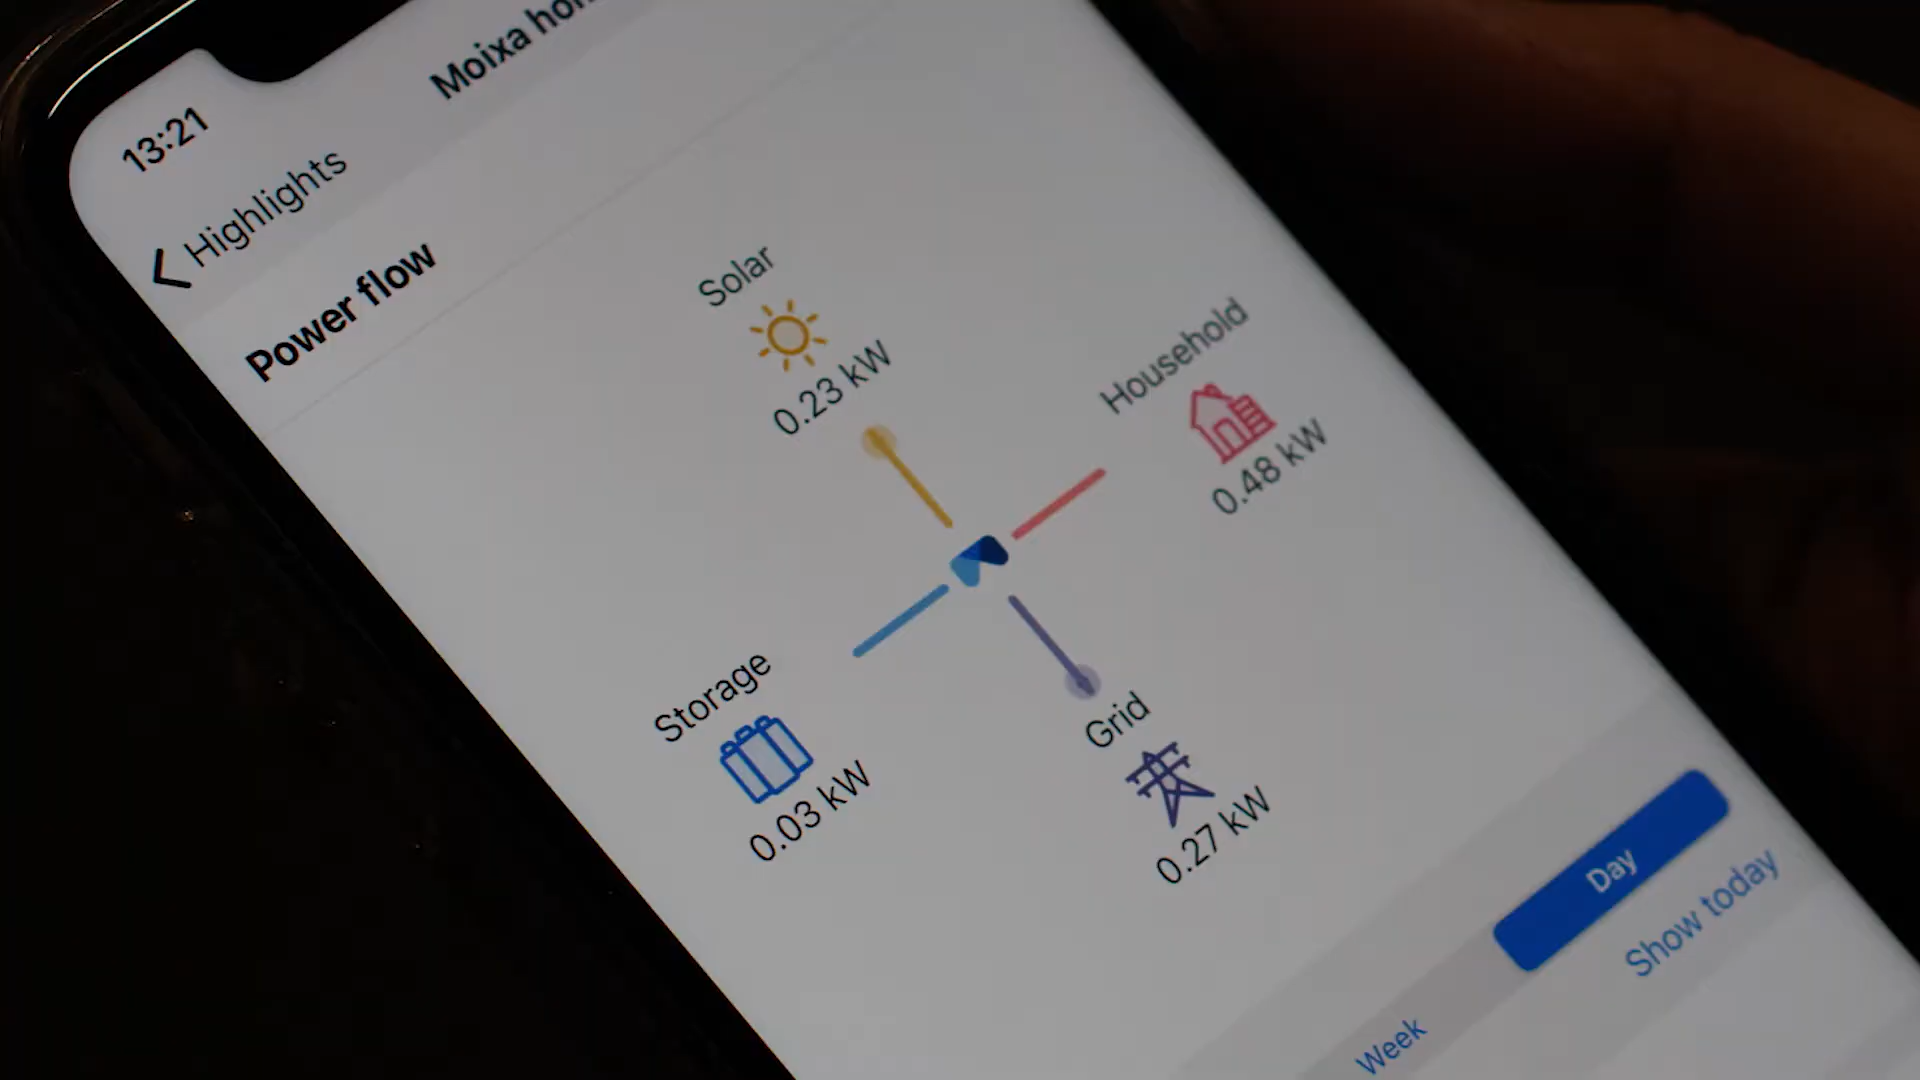 13:21
Moixa
Highlights
Power flow
Solar
0.23 kW
Household
0.48 kW
Storage
0.03 kW
Grid
0.27 kW
Day
Week
Show today